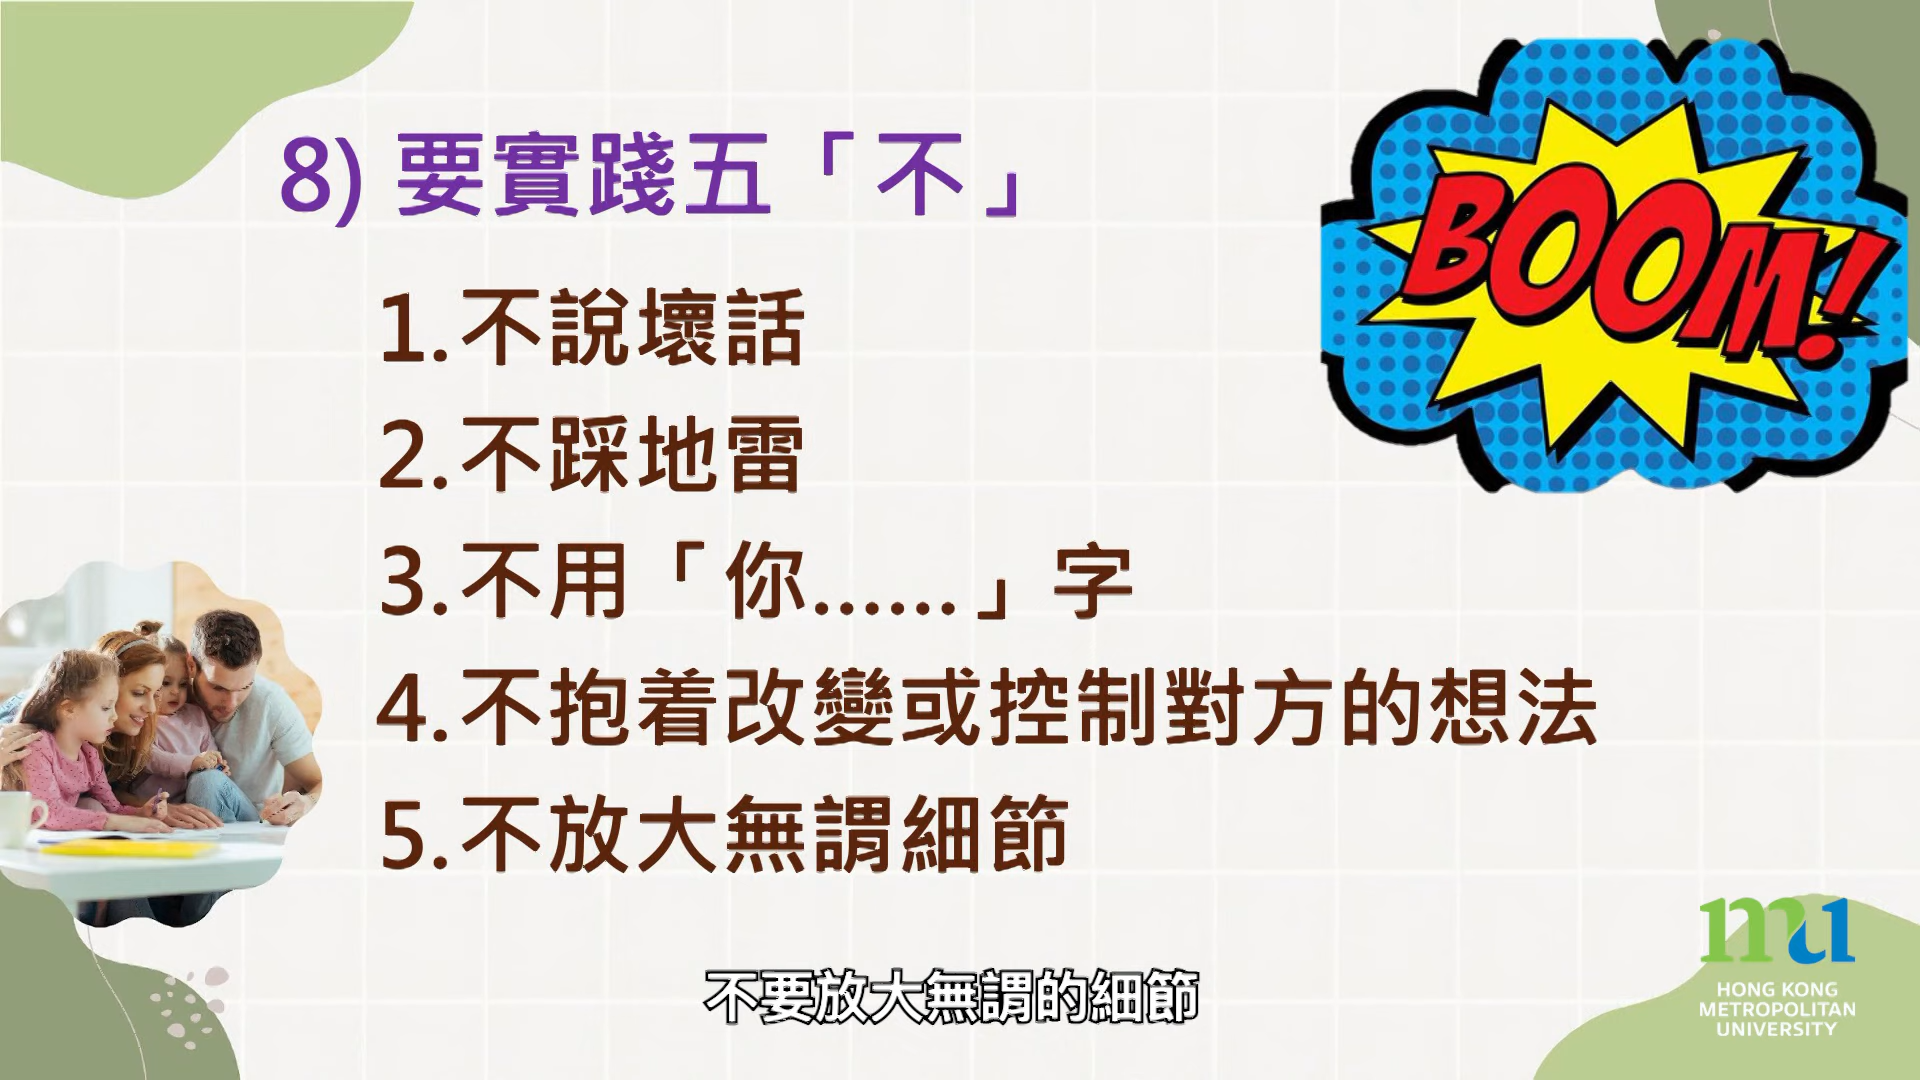 8) 要實踐五「不」
BOOM!
1.不說壞話
2.不踩地雷
3.不用「你......」字
4.不抱着改變或控制對方的想法
5.不放大無謂細節
不要放大無謂的細節
mu
HONG KONG
METROPOLITAN
UNIVERSITY